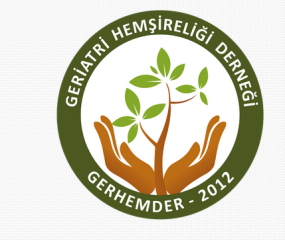 GERİATRİ HEMŞİRELİĞİ DERNEĞİ
GERHEMDER - 2012